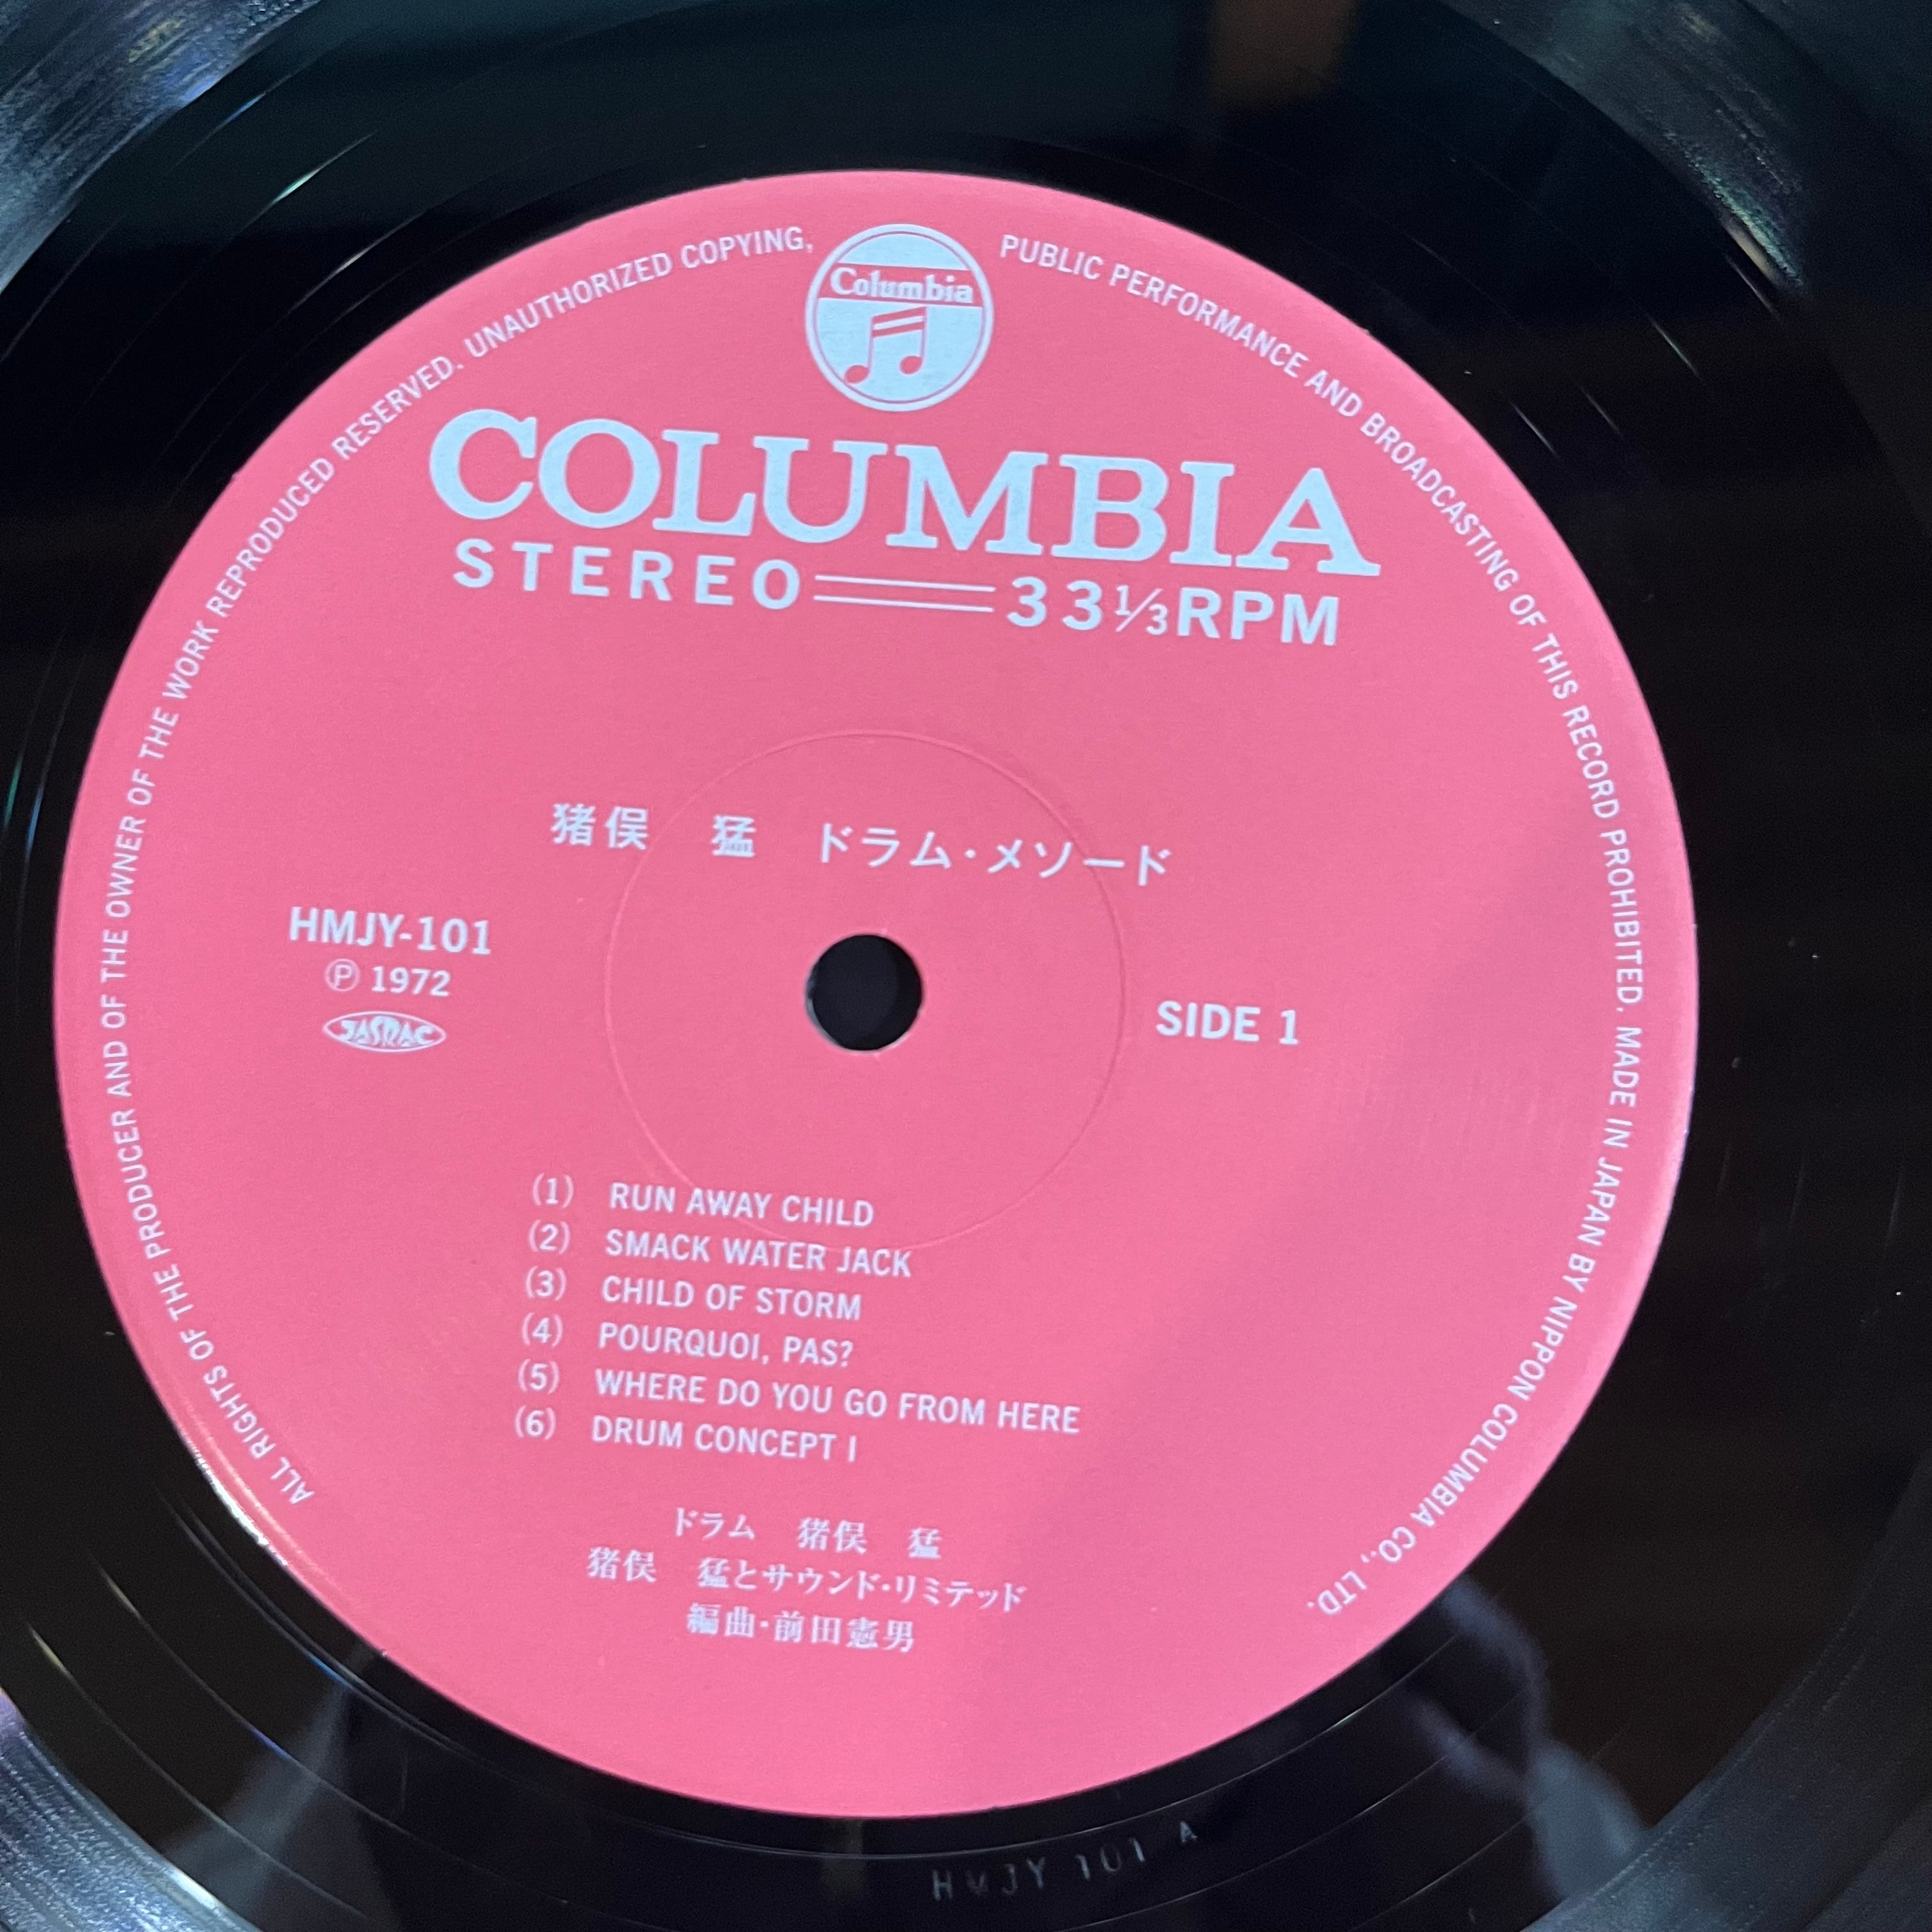 ALL RIGHTS OF THE PRODUCER AND OF THE OWNER OF THE WORK REPRODUCED RESERVED. UNAUTHORIZED COPYING, PUBLIC PERFORMANCE AND BROADCASTING OF THIS RECORD PROHIBITED. MADE IN JAPAN BY NIPPON COLUMBIA CO., LTD.
Columbia
COLUMBIA
STEREO 33⅓RPM
猪俣 猛 ドラム・メソード
HMJY-101
Ⓟ 1972
JASRAC
SIDE 1
(1) RUN AWAY CHILD
(2) SMACK WATER JACK
(3) CHILD OF STORM
(4) POURQUOI, PAS?
(5) WHERE DO YOU GO FROM HERE
(6) DRUM CONCEPT I
ドラム 猪俣 猛
猪俣 猛とサウンド・リミテッド
編曲・前田憲男
HMJY 101 A